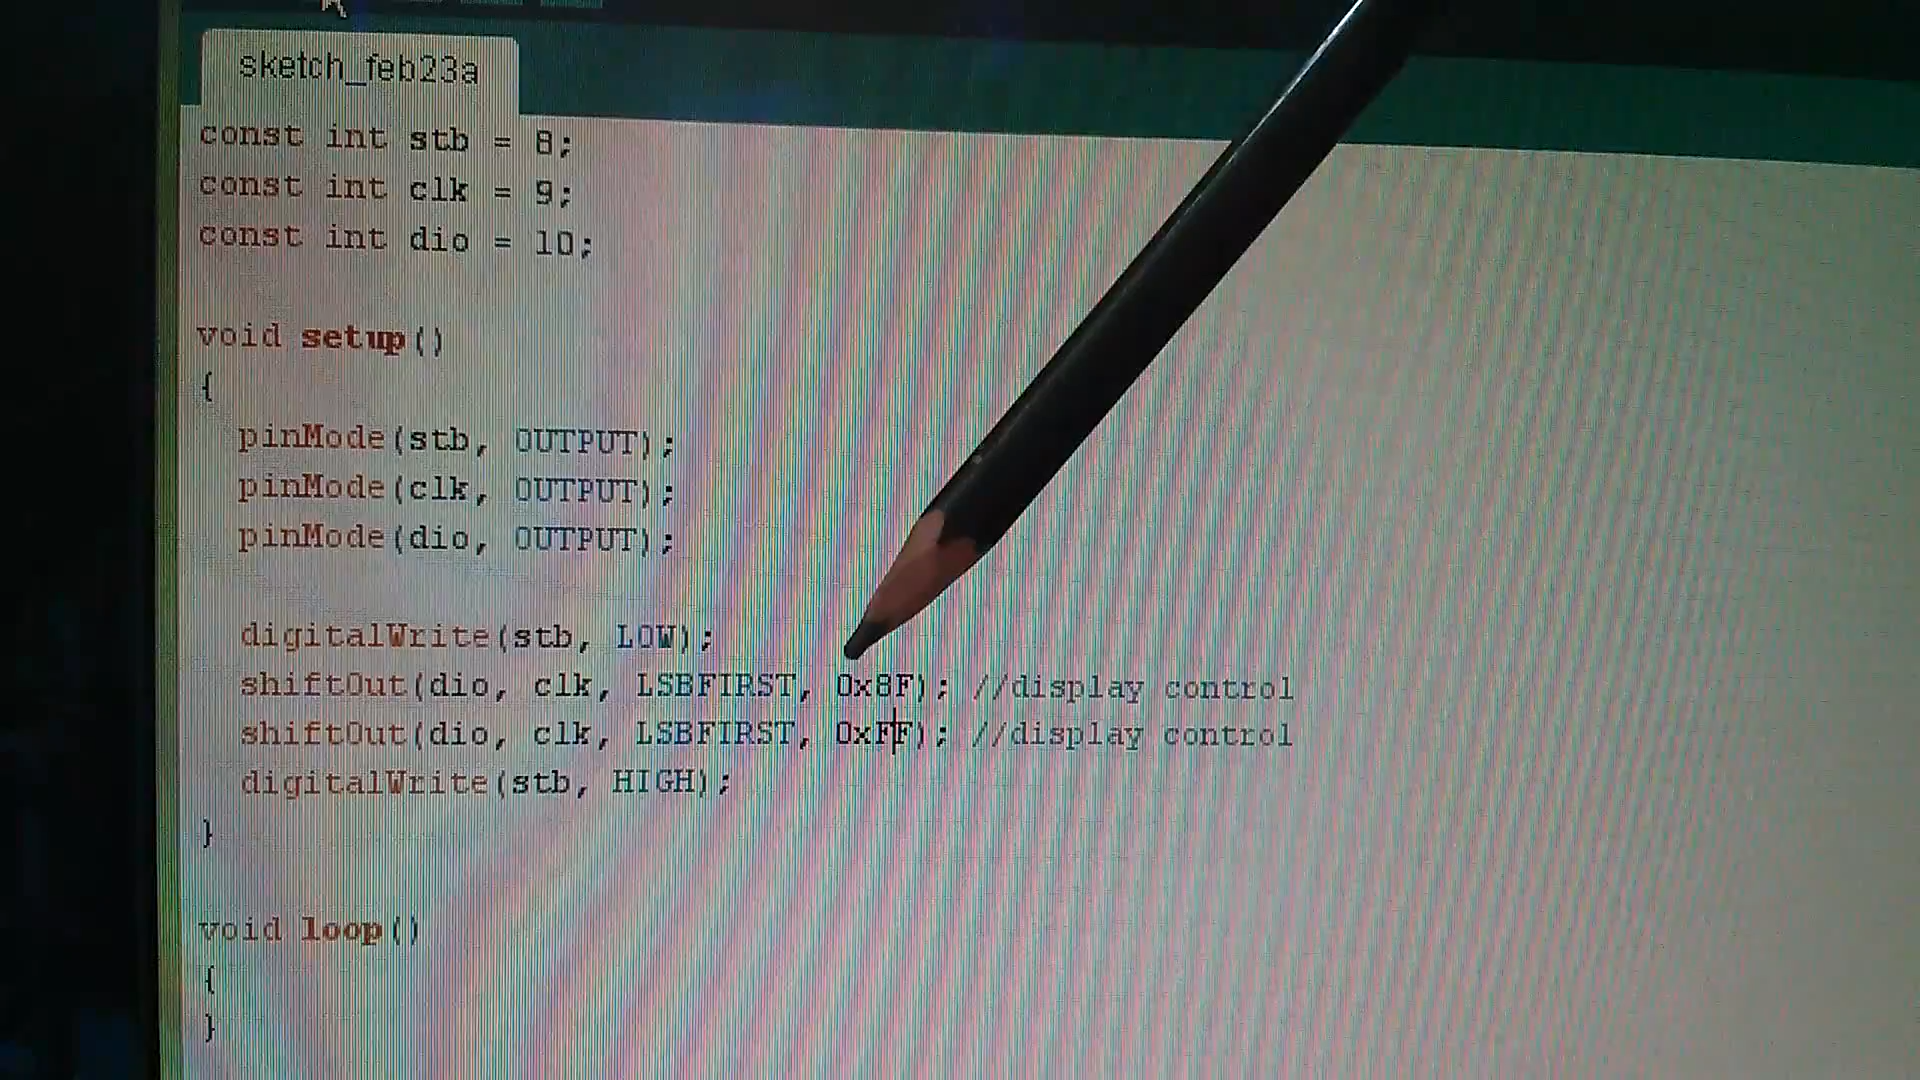 sketch_feb23a
const int stb = 8;
const int clk = 9;
const int dio = 10;
void setup()
{
pinMode(stb, OUTPUT);
pinMode(clk, OUTPUT);
pinMode(dio, OUTPUT);
digitalWrite(stb, LOW);
shiftOut(dio, clk, LSBFIRST, 0x8F); //display control
shiftOut(dio, clk, LSBFIRST, 0xFF); //display control
digitalWrite(stb, HIGH);
}
void loop()
{
}